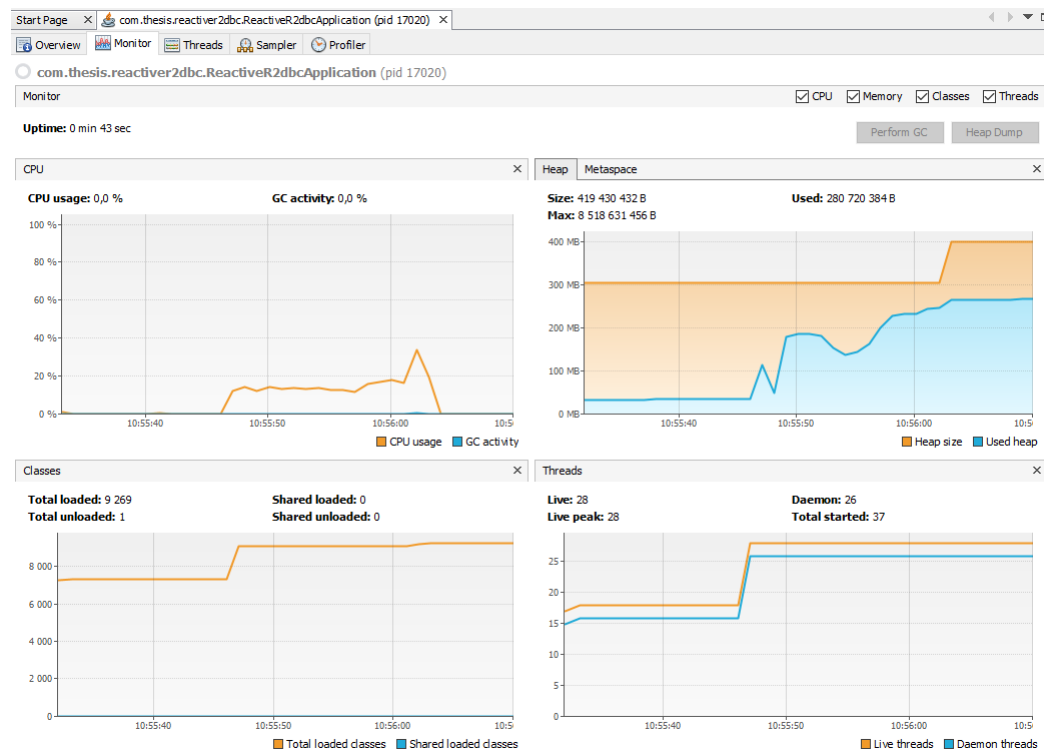 Start Page com.thesis.reactiver2dbc.ReactiveR2dbcApplication (pid 17020)
Overview Monitor Threads Sampler Profiler
com.thesis.reactiver2dbc.ReactiveR2dbcApplication (pid 17020)
Monitor CPU Memory Classes Threads
Uptime: 0 min 43 sec Perform GC Heap Dump
CPU
CPU usage: 0,0 % GC activity: 0,0 %
100 %
80 %
60 %
40 %
20 %
0 %
10:55:40 10:55:50 10:56:00 10:5
CPU usage GC activity
Heap Metaspace
Size: 419 430 432 B Used: 280 720 384 B
Max: 8 518 631 456 B
400 MB
300 MB
200 MB
100 MB
0 MB
10:55:40 10:55:50 10:56:00 10:5
Heap size Used heap
Classes
Total loaded: 9 269 Shared loaded: 0
Total unloaded: 1 Shared unloaded: 0
8 000
6 000
4 000
2 000
0
10:55:40 10:55:50 10:56:00 10:5
Total loaded classes Shared loaded classes
Threads
Live: 28 Daemon: 26
Live peak: 28 Total started: 37
25
20
15
10
5
0
10:55:40 10:55:50 10:56:00 10:5
Live threads Daemon threads